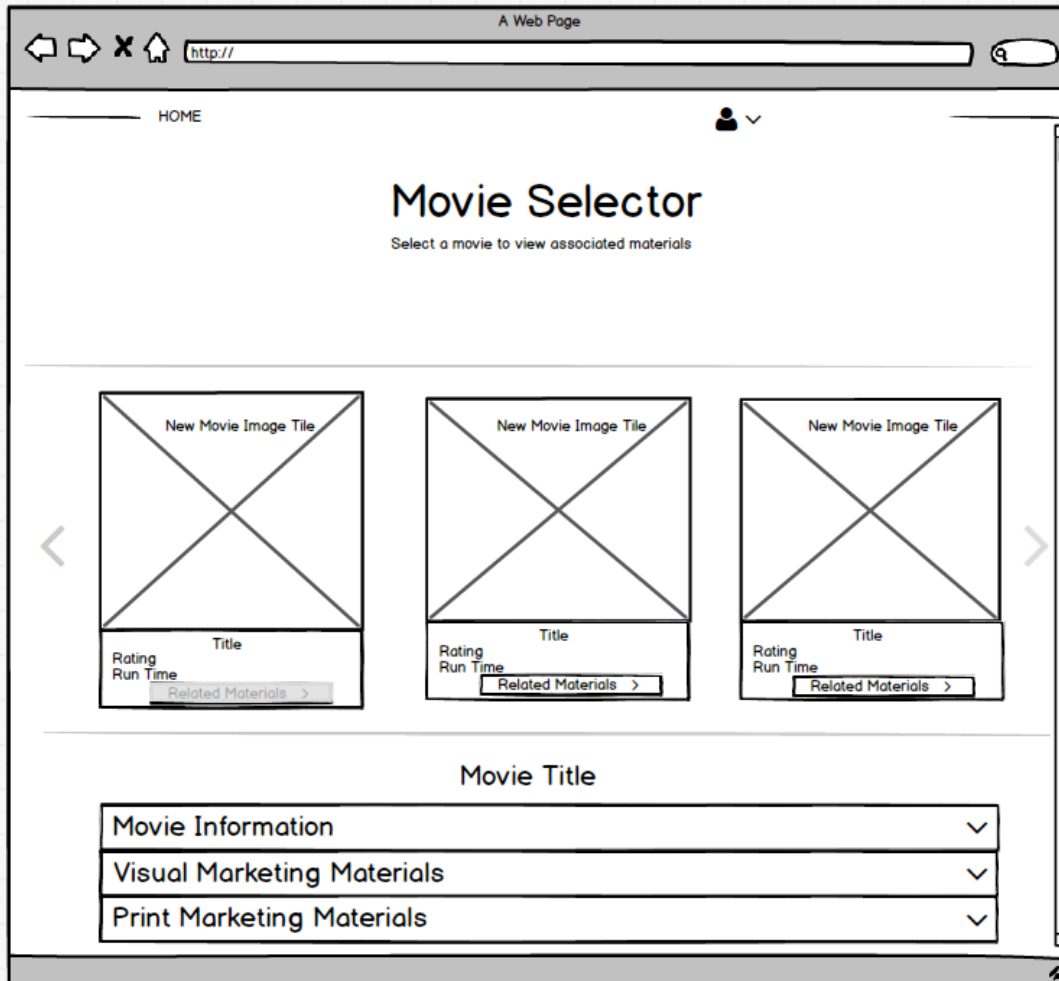 A Web Page
http://
HOME
Movie Selector
Select a movie to view associated materials
New Movie Image Tile
New Movie Image Tile
New Movie Image Tile
Title
Rating
Run Time
Related Materials >
Title
Rating
Run Time
Related Materials >
Title
Rating
Run Time
Related Materials >
Movie Title
Movie Information
Visual Marketing Materials
Print Marketing Materials